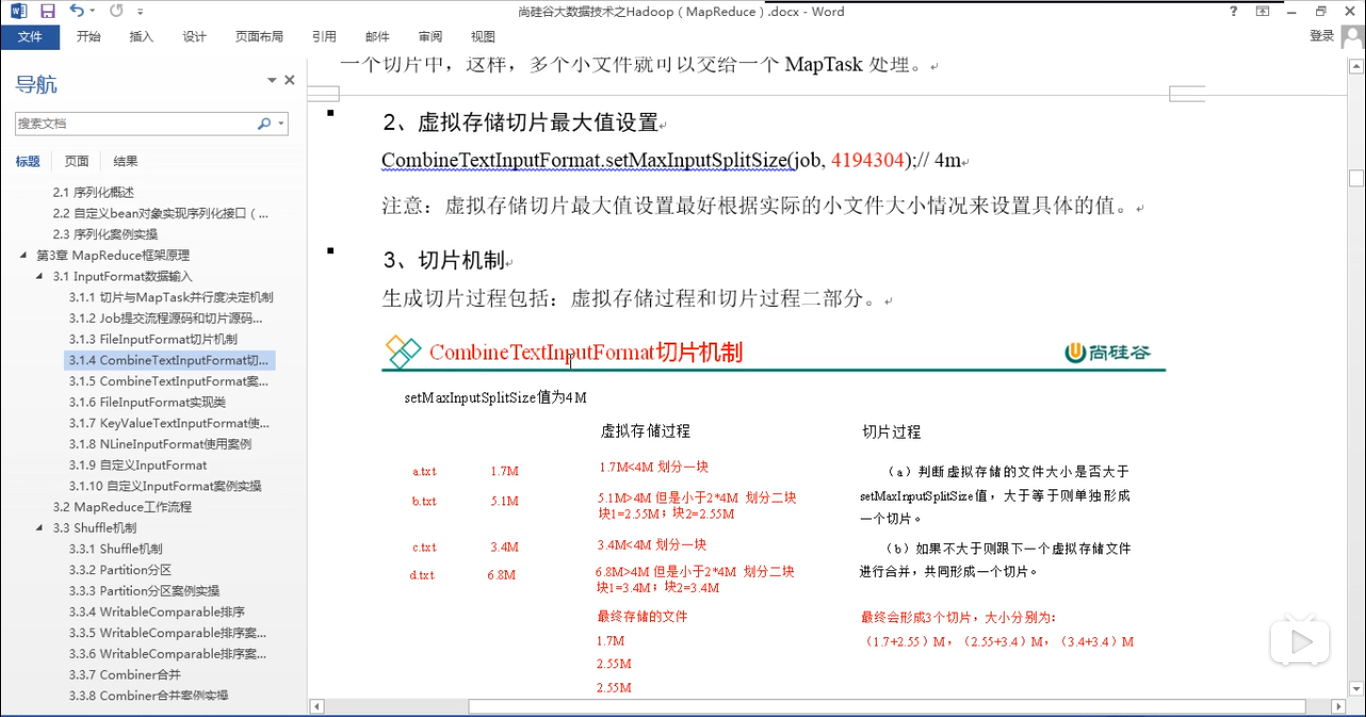 尚硅谷大数据技术之Hadoop（MapReduce）.docx - Word
文件 开始 插入 设计 页面布局 引用 邮件 审阅 视图 登录
导航
搜索文档
标题 页面 结果
2.1 序列化概述
2.2 自定义bean对象实现序列化接口（...
2.3 序列化案例实操
第3章 MapReduce框架原理
3.1 InputFormat数据输入
3.1.1 切片与MapTask并行度决定机制
3.1.2 Job提交流程源码和切片源码...
3.1.3 FileInputFormat切片机制
3.1.4 CombineTextInputFormat切...
3.1.5 CombineTextInputFormat案...
3.1.6 FileInputFormat实现类
3.1.7 KeyValueTextInputFormat使...
3.1.8 NLineInputFormat使用案例
3.1.9 自定义InputFormat
3.1.10 自定义InputFormat案例实操
3.2 MapReduce工作流程
3.3 Shuffle机制
3.3.1 Shuffle机制
3.3.2 Partition分区
3.3.3 Partition分区案例实操
3.3.4 WritableComparable排序
3.3.5 WritableComparable排序案...
3.3.6 WritableComparable排序案...
3.3.7 Combiner合并
3.3.8 Combiner合并案例实操
一个切片中，这样，多个小文件就可以交给一个 MapTask 处理。
2、虚拟存储切片最大值设置
CombineTextInputFormat.setMaxInputSplitSize(job, 4194304);// 4m
注意：虚拟存储切片最大值设置最好根据实际的小文件大小情况来设置具体的值。
3、切片机制
生成切片过程包括：虚拟存储过程和切片过程二部分。
CombineTextInputFormat切片机制
尚硅谷
setMaxInputSplitSize值为4M
虚拟存储过程
a.txt 1.7M 1.7M<4M 划分一块
b.txt 5.1M 5.1M>4M 但是小于2*4M 划分二块
块1=2.55M；块2=2.55M
c.txt 3.4M 3.4M<4M 划分一块
d.txt 6.8M 6.8M>4M 但是小于2*4M 划分二块
块1=3.4M；块2=3.4M
最终存储的文件
1.7M
2.55M
2.55M
切片过程
（a）判断虚拟存储的文件大小是否大于
setMaxInputSplitSize值，大于等于则单独形成
一个切片。
（b）如果不大于则跟下一个虚拟存储文件
进行合并，共同形成一个切片。
最终会形成3个切片，大小分别为：
（1.7+2.55）M，（2.55+3.4）M，（3.4+3.4）M